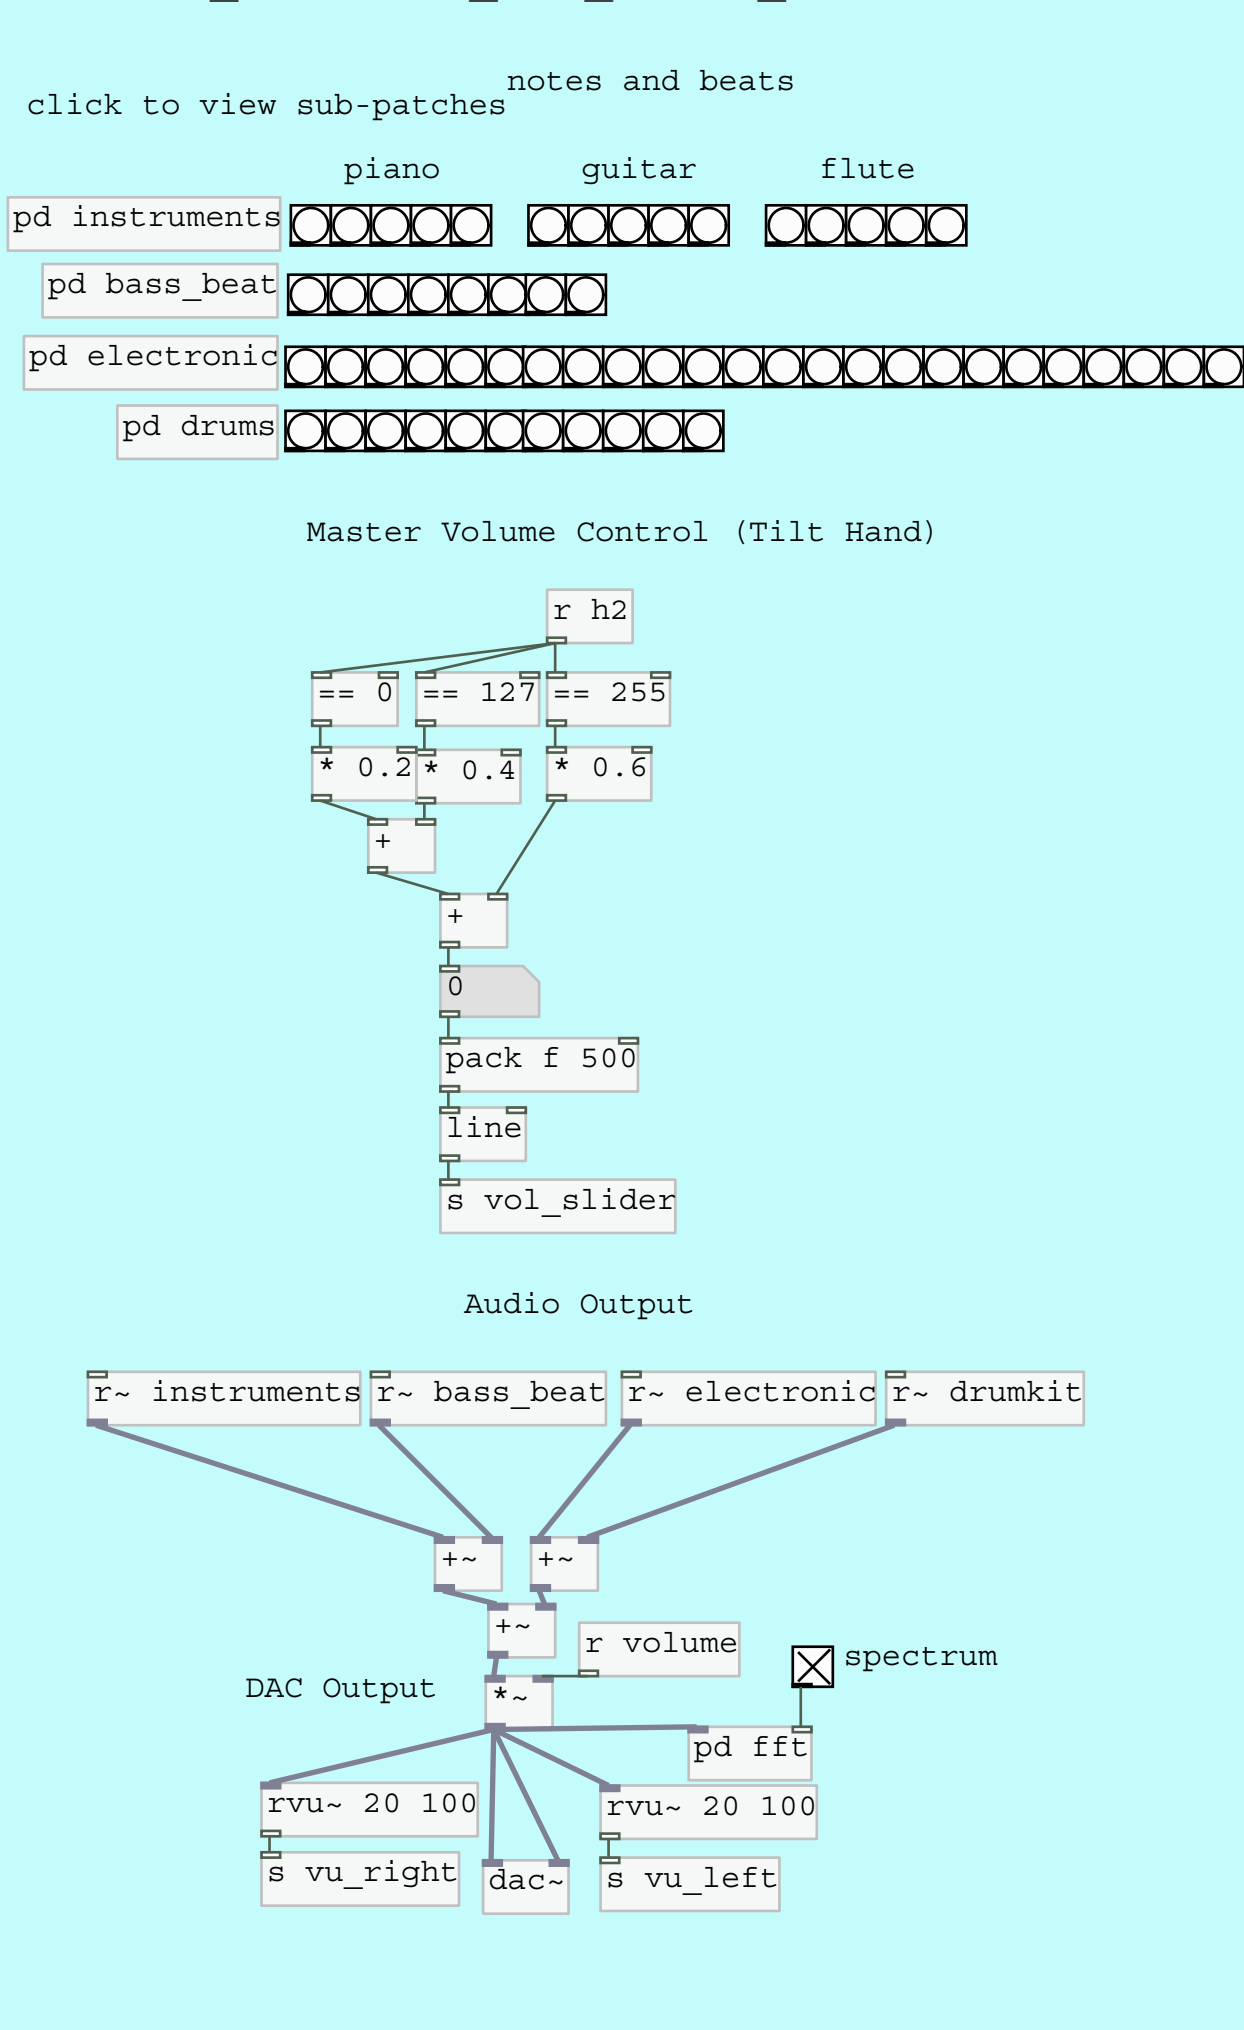 notes and beats
click to view sub-patches
piano guitar flute
pd instruments
pd bass_beat
pd electronic
pd drums
Master Volume Control (Tilt Hand)
r h2
== 0 == 127 == 255
* 0.2 * 0.4 * 0.6
+
+
0
pack f 500
line
s vol_slider
Audio Output
r~ instruments r~ bass_beat r~ electronic r~ drumkit
+~ +~
+~
r volume
spectrum
DAC Output
*~
pd fft
rvu~ 20 100 rvu~ 20 100
s vu_right dac~ s vu_left